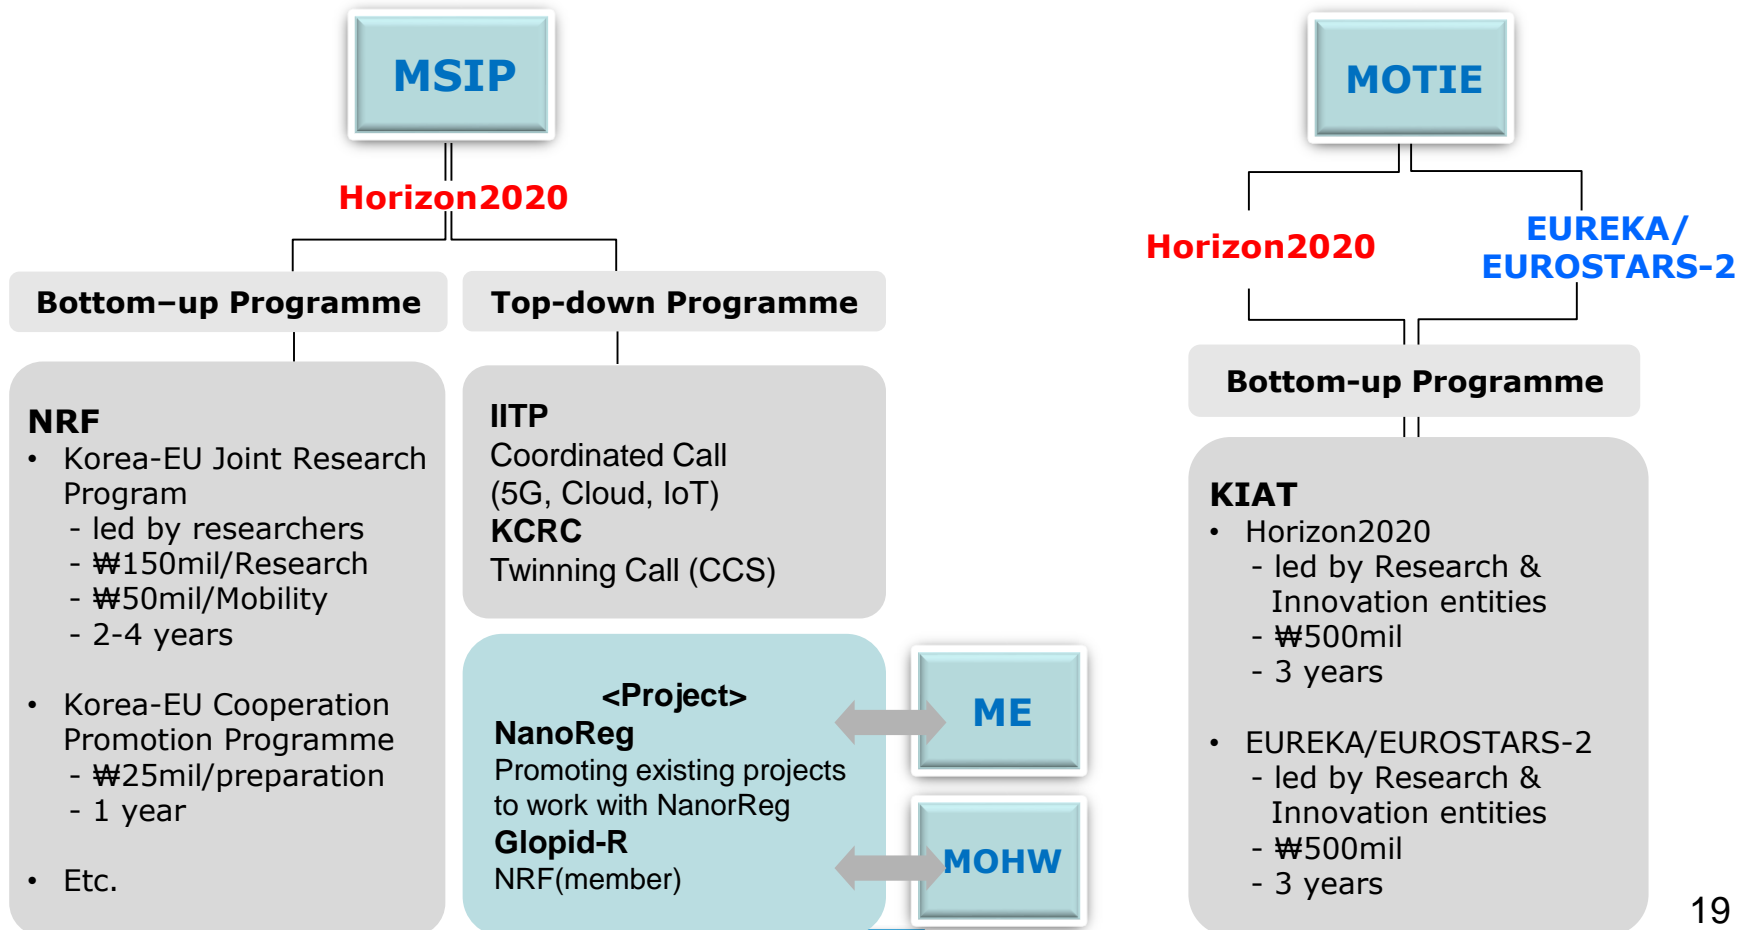 MSIP
Horizon2020
Bottom–up Programme
NRF
• Korea-EU Joint Research
Program
- led by researchers
- ₩150mil/Research
- ₩50mil/Mobility
- 2-4 years
• Korea-EU Cooperation
Promotion Programme
- ₩25mil/preparation
- 1 year
• Etc.
Top-down Programme
IITP
Coordinated Call
(5G, Cloud, IoT)
KCRC
Twinning Call (CCS)
<Project>
NanoReg
Promoting existing projects
to work with NanorReg
Glopid-R
NRF(member)
ME
MOHW
MOTIE
Horizon2020
EUREKA/
EUROSTARS-2
Bottom-up Programme
KIAT
• Horizon2020
- led by Research &
Innovation entities
- ₩500mil
- 3 years
• EUREKA/EUROSTARS-2
- led by Research &
Innovation entities
- ₩500mil
- 3 years
19